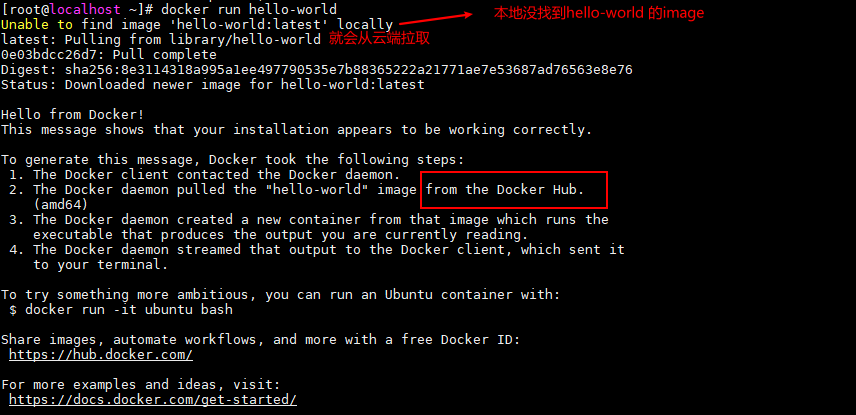 [root@localhost ~]# docker run hello-world
本地没找到hello-world 的image
Unable to find image 'hello-world:latest' locally
latest: Pulling from library/hello-world 就会从云端拉取
0e03bdcc26d7: Pull complete
Digest: sha256:8e3114318a995a1ee497790535e7b88365222a21771ae7e53687ad76563e8e76
Status: Downloaded newer image for hello-world:latest
Hello from Docker!
This message shows that your installation appears to be working correctly.
To generate this message, Docker took the following steps:
1. The Docker client contacted the Docker daemon.
2. The Docker daemon pulled the "hello-world" image from the Docker Hub.
(amd64)
3. The Docker daemon created a new container from that image which runs the
executable that produces the output you are currently reading.
4. The Docker daemon streamed that output to the Docker client, which sent it
to your terminal.
To try something more ambitious, you can run an Ubuntu container with:
$ docker run -it ubuntu bash
Share images, automate workflows, and more with a free Docker ID:
https://hub.docker.com/
For more examples and ideas, visit:
https://docs.docker.com/get-started/